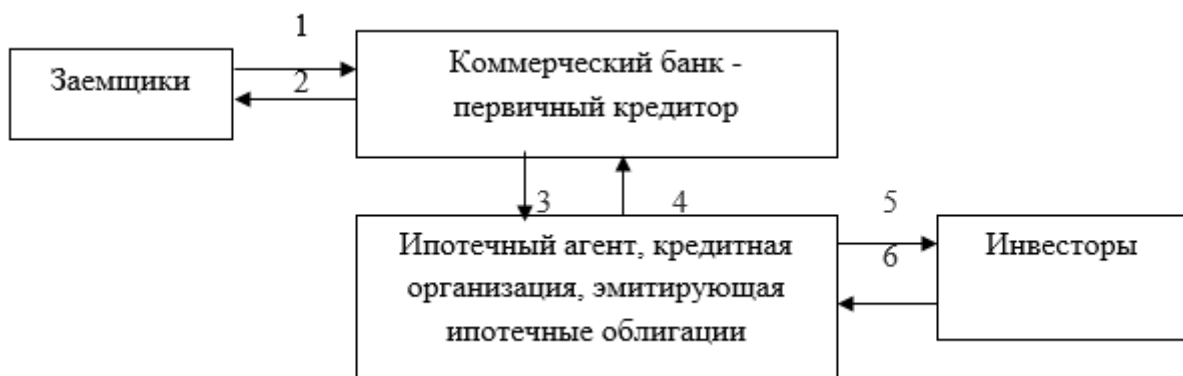 1
Заемщики
2
Коммерческий банк -
первичный кредитор
3
4
5
6
Ипотечный агент, кредитная
организация, эмитирующая
ипотечные облигации
Инвесторы